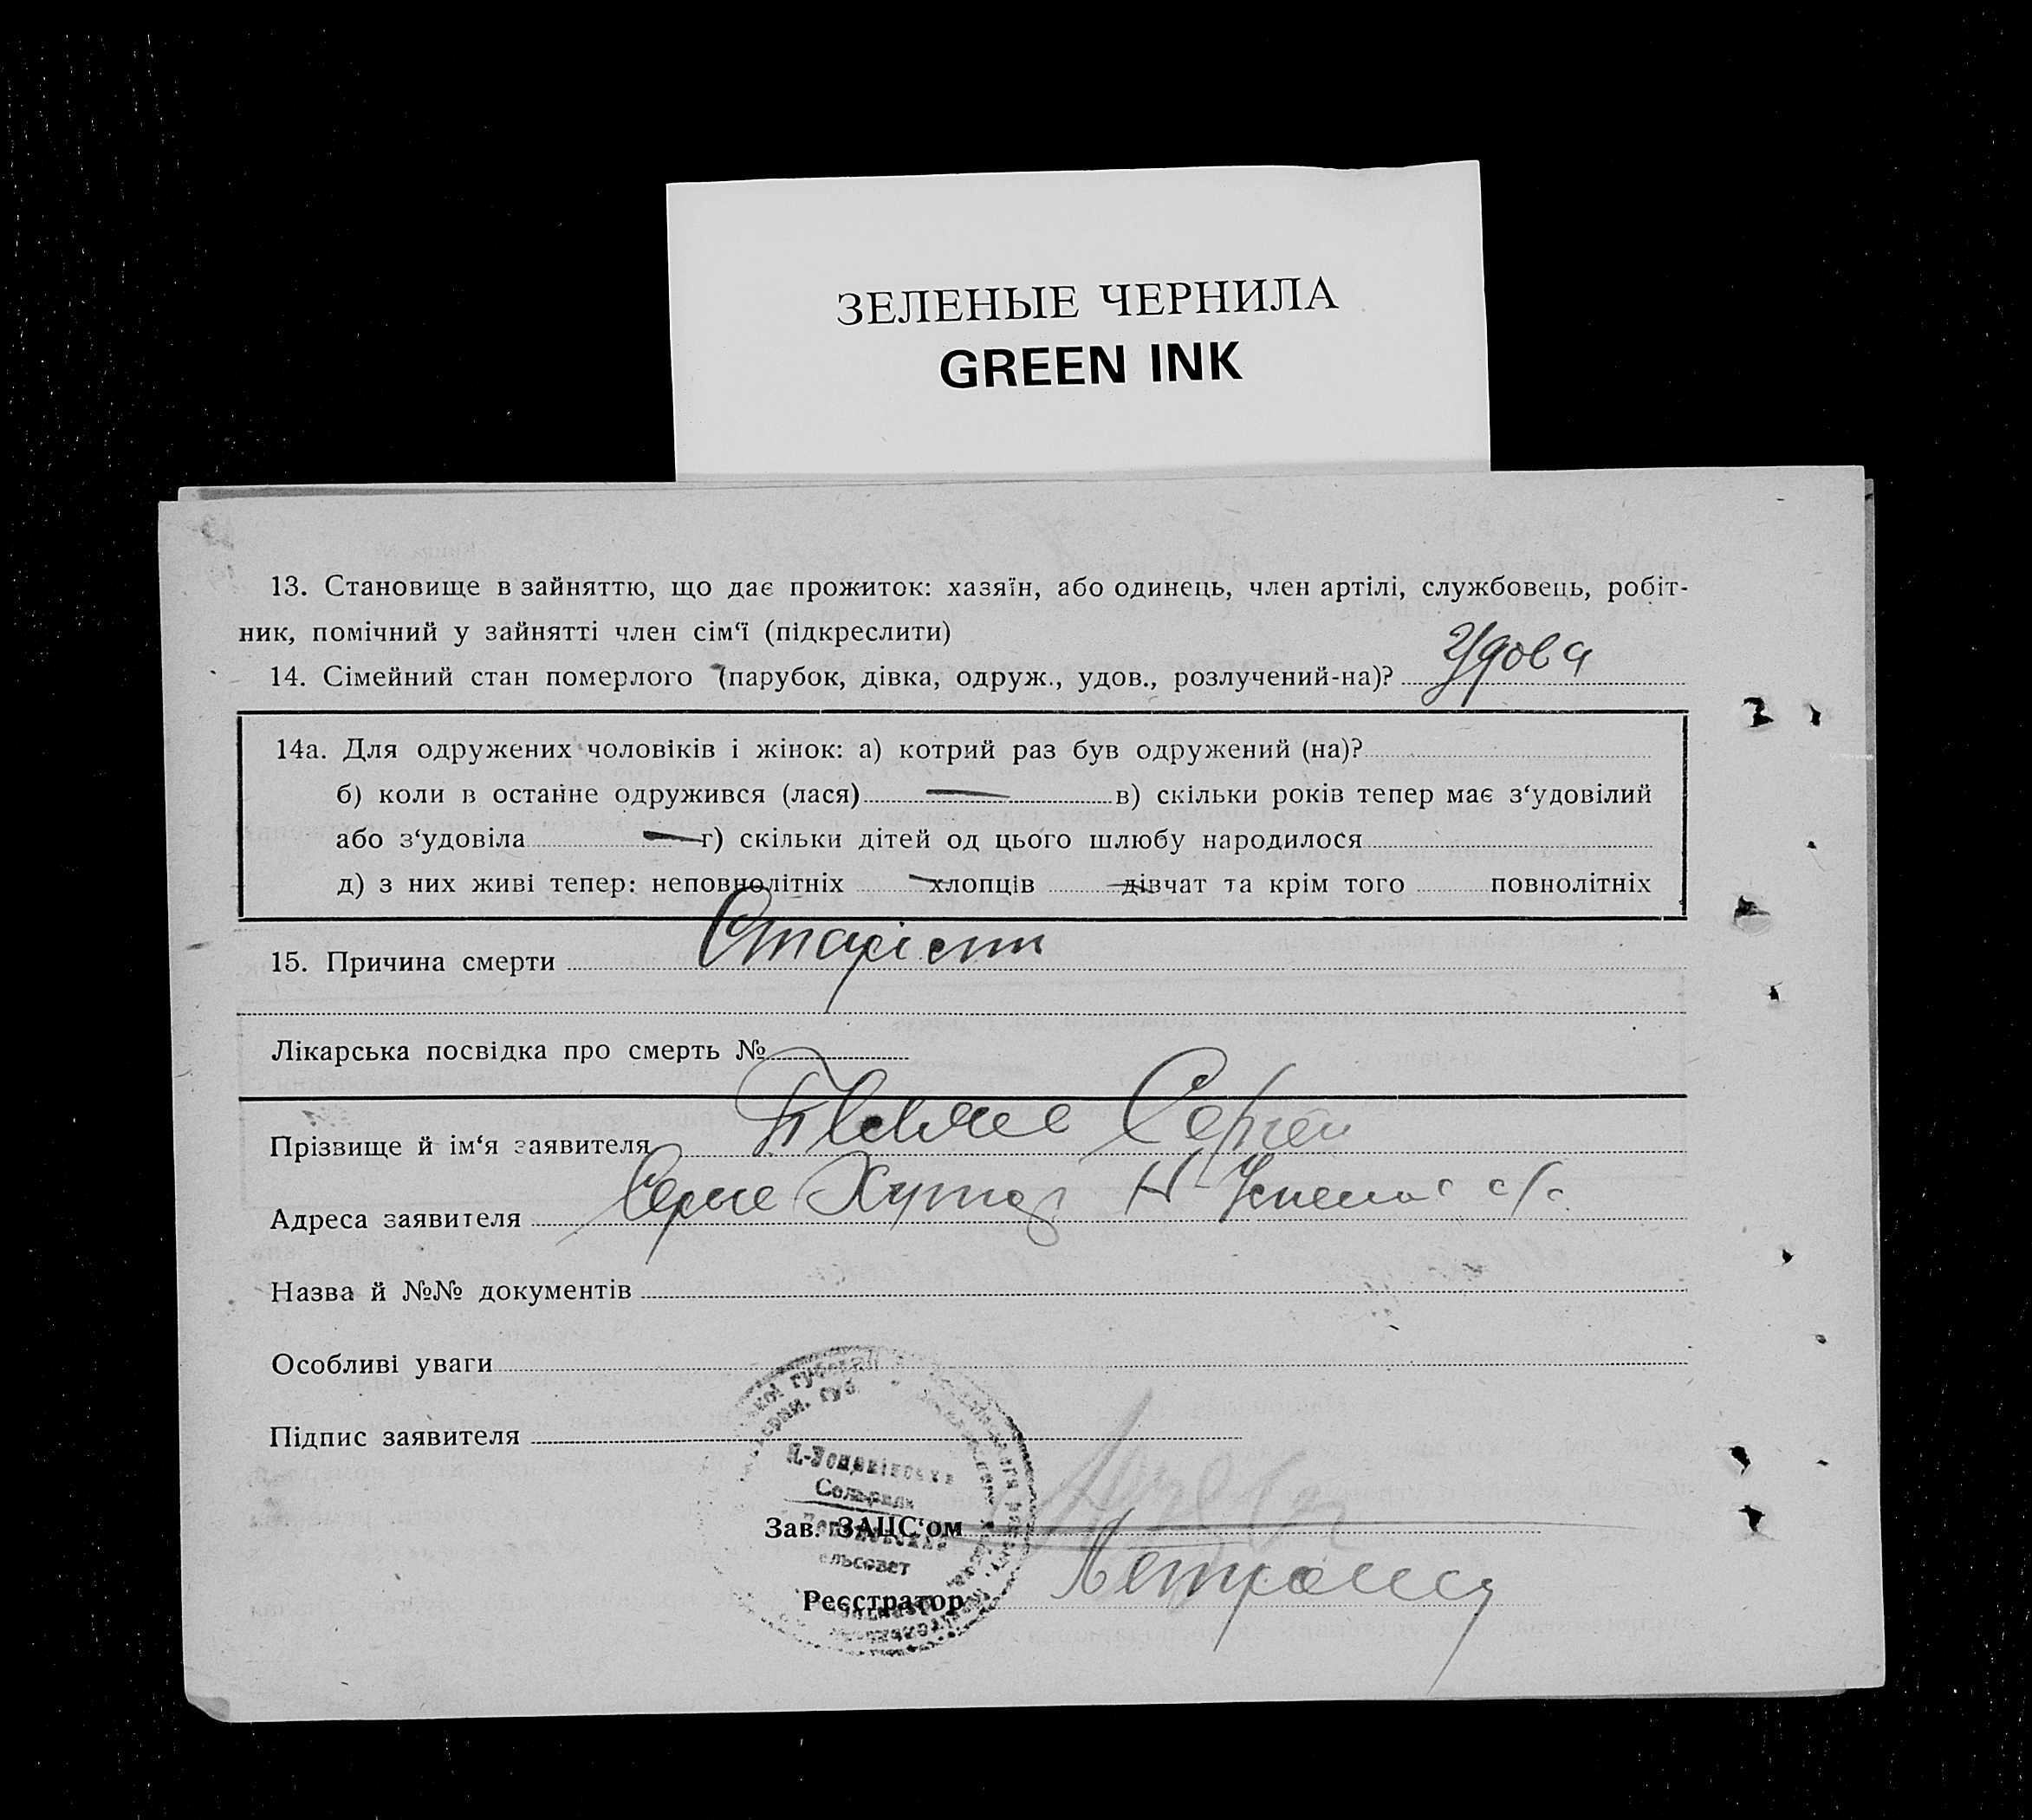 ЗЕЛЕНЫЕ ЧЕРНИЛА
GREEN INK
13. Становище в зайняттю, що дає прожиток: хазяїн, або одинець, член артілі, службовець, робіт-
ник, помічний у зайнятті член сім‘ї (підкреслити)
14. Сімейний стан померлого (парубок, дівка, одруж., удов., розлучений-на)? Удова
14а. Для одружених чоловіків і жінок: а) котрий раз був одружений (на)?
б) коли в останне одружився (лася) — в) скільки років тепер має з‘удовілий
або з‘удовіла — г) скільки дітей од цього шлюбу народилося
д) з них живі тепер: неповнолітніх — хлопців — дівчат та крім того повнолітніх
15. Причина смерти Старість
Лікарська посвідка про смерть №
Прізвище й ім‘я заявителя Сергей
Адреса заявителя Хутор Н- с/с.
Назва й №№ документів
Особливі уваги
Підпис заявителя
Зав. ЗАЦС‘ом
Реєстратор